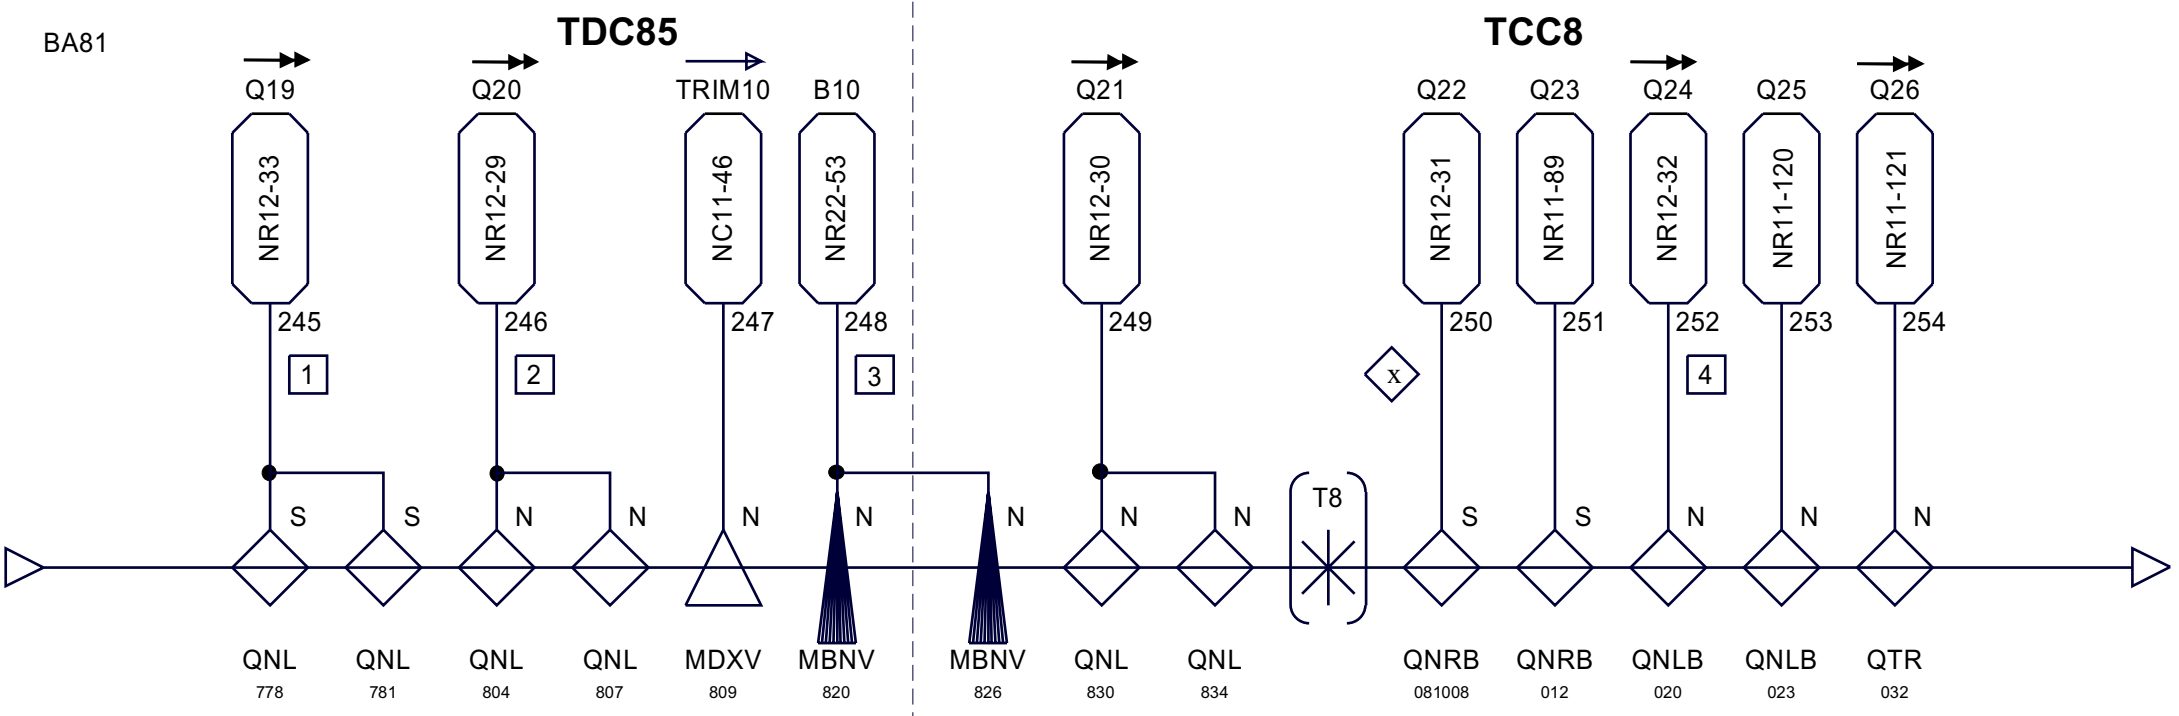 TDC85 TCC8
BA81
Q19 Q20 TRIM10 B10 Q21 Q22 Q23 Q24 Q25 Q26
NR12-33 NR12-29 NC11-46 NR22-53 NR12-30 NR12-31 NR11-89 NR12-32 NR11-120 NR11-121
245 246 247 248 249 250 251 252 253 254
1 2 3 x 4
T8
S S N N N N N N N S S N N N
QNL QNL QNL QNL MDXV MBNV MBNV QNL QNL QNRB QNRB QNLB QNLB QTR
778 781 804 807 809 820 826 830 834 081008 012 020 023 032